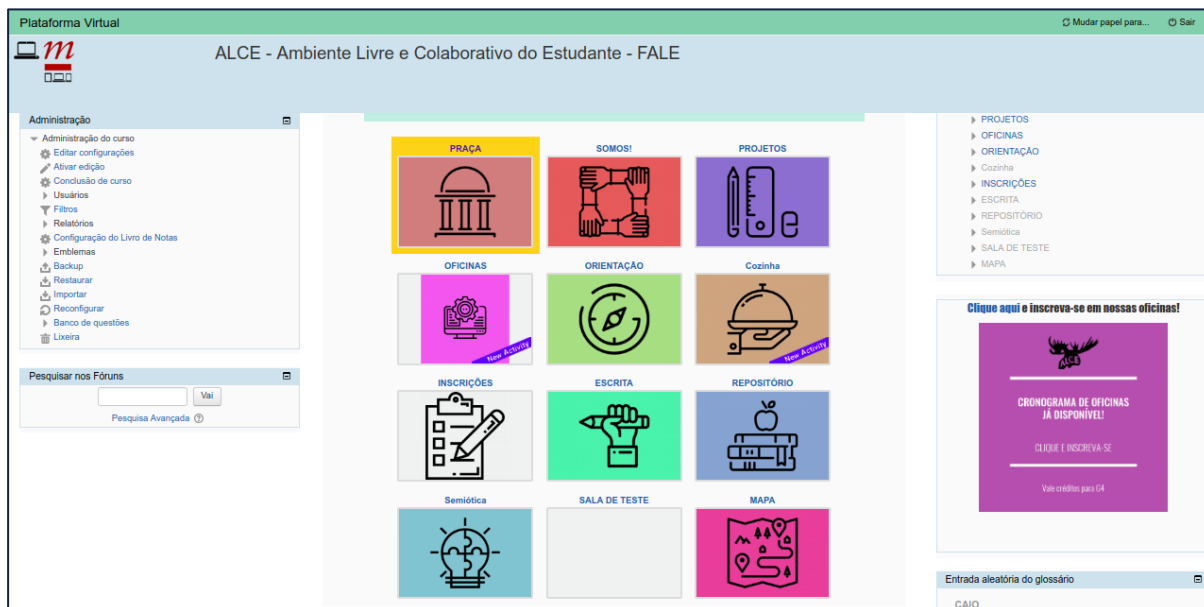 Plataforma Virtual
Mudar papel para... Sair
m
ALCE - Ambiente Livre e Colaborativo do Estudante - FALE
Administração
Administração do curso
Editar configurações
Ativar edição
Conclusão de curso
Usuários
Filtros
Relatórios
Configuração do Livro de Notas
Emblemas
Backup
Restaurar
Importar
Reconfigurar
Banco de questões
Lixeira
Pesquisar nos Fóruns
Vai
Pesquisa Avançada
PRAÇA SOMOS! PROJETOS
OFICINAS ORIENTAÇÃO Cozinha
New Activity New Activity
INSCRIÇÕES ESCRITA REPOSITÓRIO
Semiótica SALA DE TESTE MAPA
PROJETOS
OFICINAS
ORIENTAÇÃO
Cozinha
INSCRIÇÕES
ESCRITA
REPOSITÓRIO
Semiótica
SALA DE TESTE
MAPA
Clique aqui e inscreva-se em nossas oficinas!
CRONOGRAMA DE OFICINAS
JÁ DISPONÍVEL!
CLIQUE E INSCREVA-SE
Vale créditos para G4
Entrada aleatória do glossário
CAIO